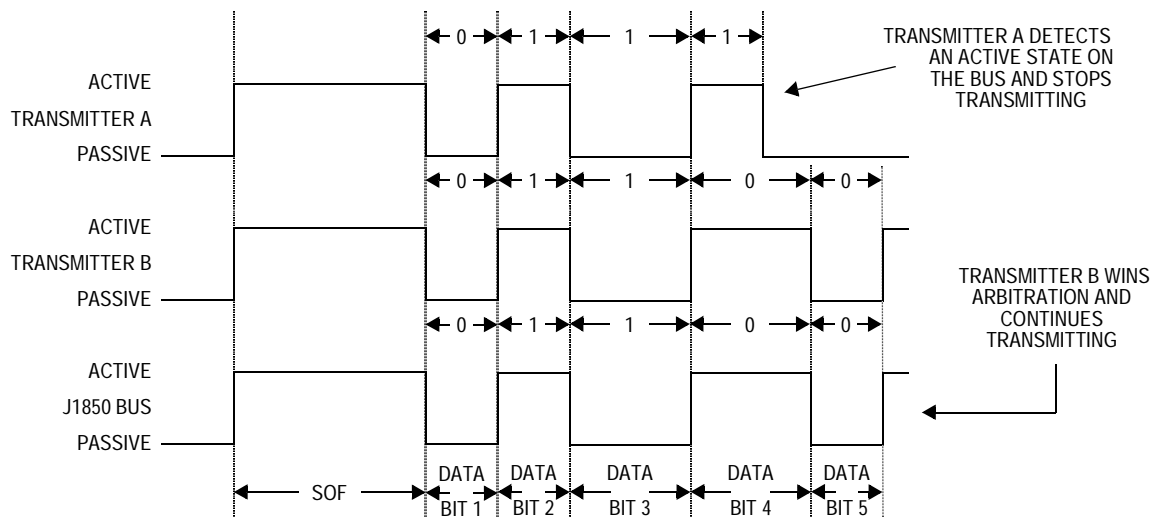 0 1 1 1
TRANSMITTER A DETECTS
AN ACTIVE STATE ON
THE BUS AND STOPS
TRANSMITTING
ACTIVE
TRANSMITTER A
PASSIVE
0 1 1 0 0
ACTIVE
TRANSMITTER B
PASSIVE
TRANSMITTER B WINS
ARBITRATION AND
CONTINUES
TRANSMITTING
0 1 1 0 0
ACTIVE
J1850 BUS
PASSIVE
SOF
DATA
BIT 1
DATA
BIT 2
DATA
BIT 3
DATA
BIT 4
DATA
BIT 5